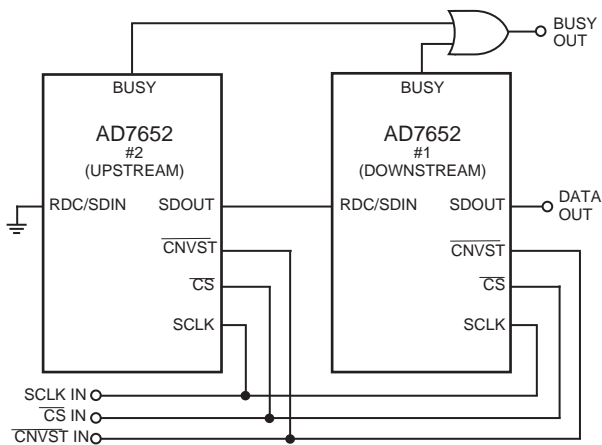 BUSY
OUT
BUSY
BUSY
AD7652
#2
(UPSTREAM)
AD7652
#1
(DOWNSTREAM)
RDC/SDIN
SDOUT
RDC/SDIN
SDOUT
DATA
OUT
CNVST
CNVST
CS
CS
SCLK
SCLK
SCLK IN
CS IN
CNVST IN